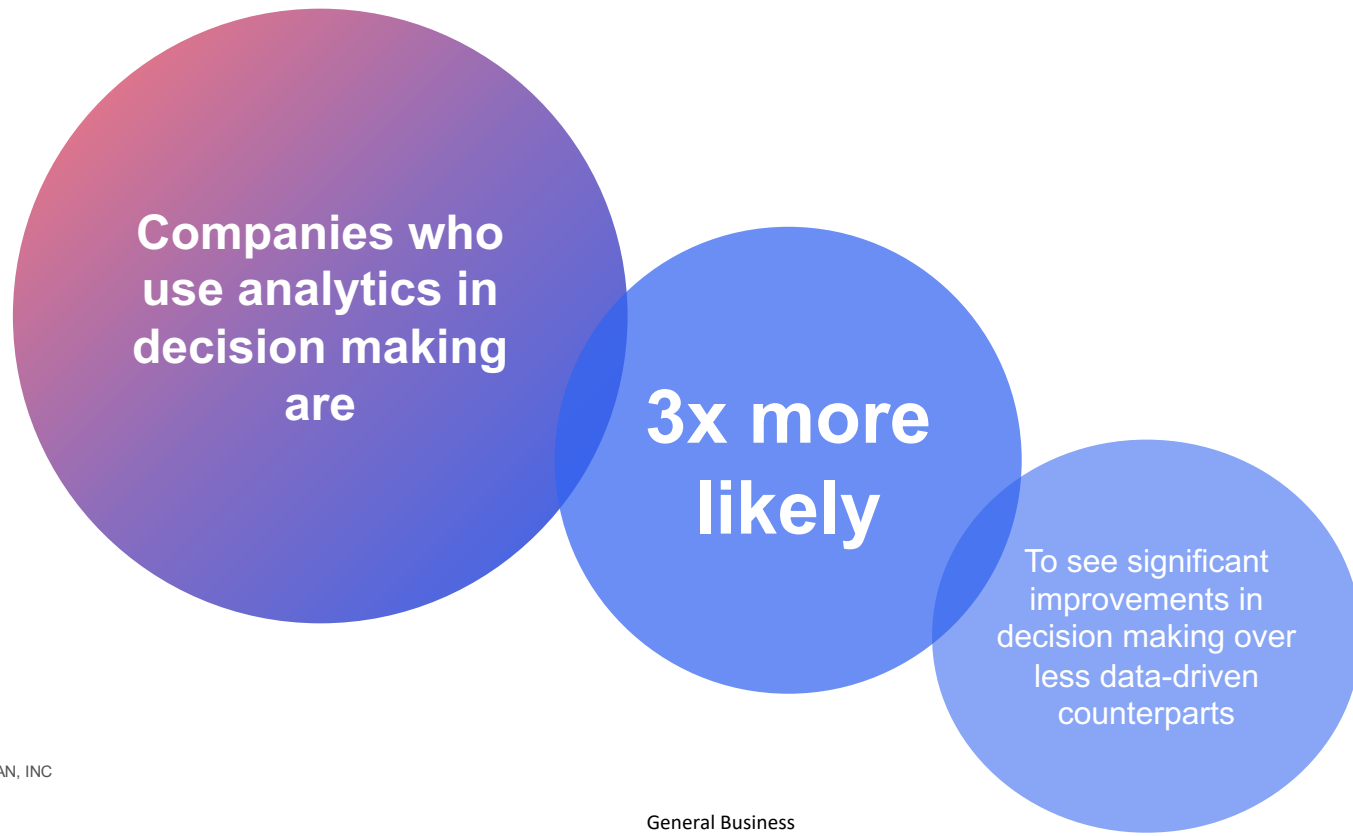 Companies who
use analytics in
decision making
are
3x more
likely
To see significant
improvements in
decision making over
less data-driven
counterparts
AN, INC
General Business